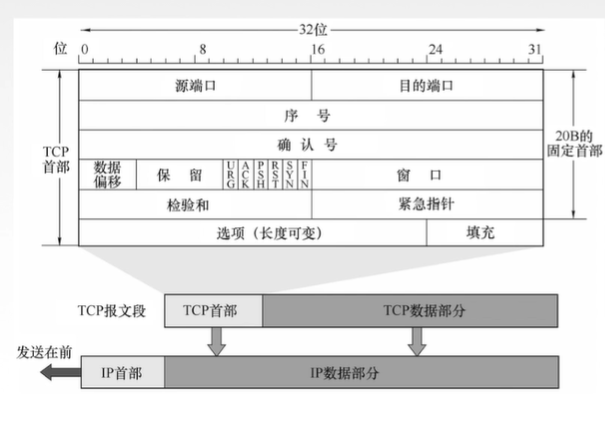 32位
位 0 8 16 24 31
源端口 目的端口
序 号
确 认 号
TCP
首部
20B的
固定首部
数据
偏移
保 留
URG ACK PSH RST SYN FIN
窗 口
检验和 紧急指针
选项（长度可变） 填充
TCP报文段 TCP首部 TCP数据部分
发送在前
IP首部 IP数据部分